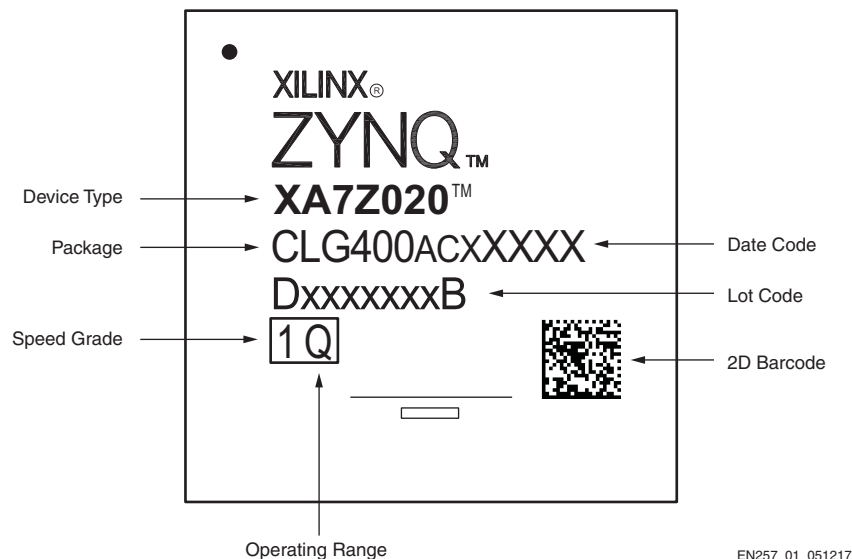 XILINX®
ZYNQ™
Device Type
XA7Z020™
Package
CLG400ACXXXXX
Date Code
DxxxxxxxB
Lot Code
Speed Grade
1Q
2D Barcode
Operating Range
EN257_01_051217